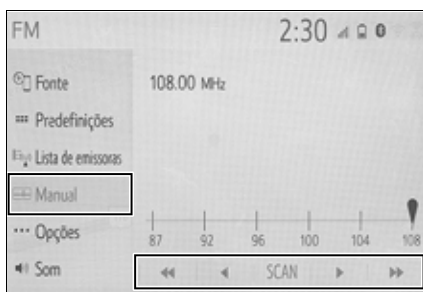 FM 2:30
Fonte
108.00 MHz
Predefinições
Lista de emissoras
Manual
Opções
87 92 96 100 104 108
Som
SCAN